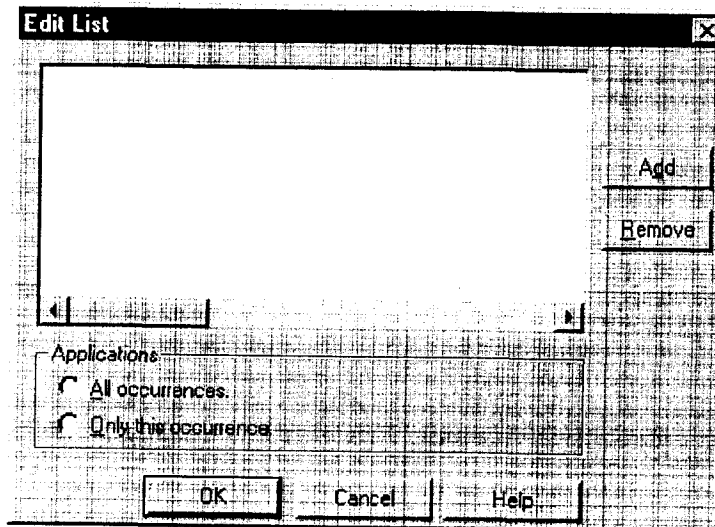 Edit List
Add
Remove
Applications
All occurrences.
Only this occurrence
OK Cancel Help